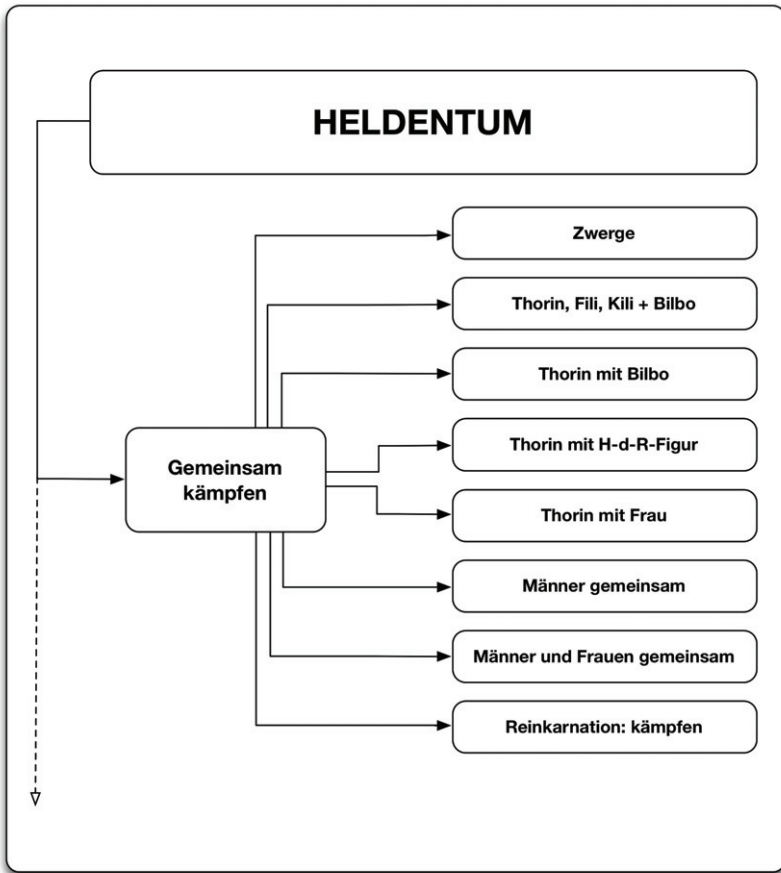 HELDENTUM
Zwerge
Thorin, Fili, Kili + Bilbo
Thorin mit Bilbo
Thorin mit H-d-R-Figur
Gemeinsam
kämpfen
Thorin mit Frau
Männer gemeinsam
Männer und Frauen gemeinsam
Reinkarnation: kämpfen